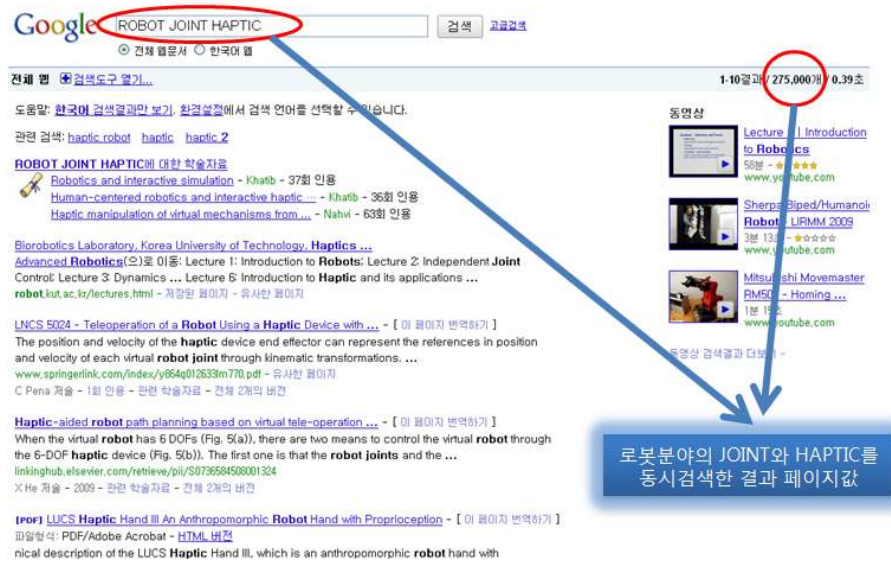 Google ROBOT JOINT HAPTIC 검색 고급검색
전체 웹문서 한국어 웹
전체 웹 검색도구 열기... 1-10결과 / 275,000개 / 0.39초
도움말: 한국어 검색결과만 보기. 환경설정에서 검색 언어를 선택할 수 있습니다.
관련 검색: haptic robot haptic haptic 2
ROBOT JOINT HAPTIC에 대한 학술자료
Robotics and interactive simulation - Khatib - 37회 인용
Human-centered robotics and interactive haptic ... - Khatib - 36회 인용
Haptic manipulation of virtual mechanisms from ... - Nahvi - 63회 인용
Biorobotics Laboratory, Korea University of Technology, Haptics ...
Advanced Robotics(으)로 이동: Lecture 1: Introduction to Robots: Lecture 2: Independent Joint
Control: Lecture 3: Dynamics ... Lecture 6: Introduction to Haptic and its applications ...
robot.kut.ac.kr/lectures.html - 저장된 페이지 - 유사한 페이지
LNCS 5024 - Teleoperation of a Robot Using a Haptic Device with ... - [ 이 페이지 번역하기 ]
The position and velocity of the haptic device end effector can represent the references in position
and velocity of each virtual robot joint through kinematic transformations. ...
www.springerlink.com/index/y864q012633lm770.pdf - 유사한 페이지
C Pena 저술 - 1회 인용 - 관련 학술자료 - 전체 2개의 버전
Haptic-aided robot path planning based on virtual tele-operation ... - [ 이 페이지 번역하기 ]
When the virtual robot has 6 DOFs (Fig. 5(a)), there are two means to control the virtual robot through
the 6-DOF haptic device (Fig. 5(b)). The first one is that the robot joints and the ...
linkinghub.elsevier.com/retrieve/pii/S0736584508001324
X He 저술 - 2009 - 관련 학술자료 - 전체 2개의 버전
[PDF] LUCS Haptic Hand III An Anthropomorphic Robot Hand with Proprioception - [ 이 페이지 번역하기 ]
파일형식: PDF/Adobe Acrobat - HTML 버전
nical description of the LUCS Haptic Hand III, which is an anthropomorphic robot hand with
동영상
Lecture | Introduction
to Robotics
58분 -
www.youtube.com
Sherpa Biped/Humanoi
Robot - LIRMM 2009
3분 13초 -
www.youtube.com
Mitsubishi Movemaster
RM501 - Homing ...
1분
www.youtube.com
동영상 검색결과 더보기
로봇분야의 JOINT와 HAPTIC를
동시검색한 결과 페이지값